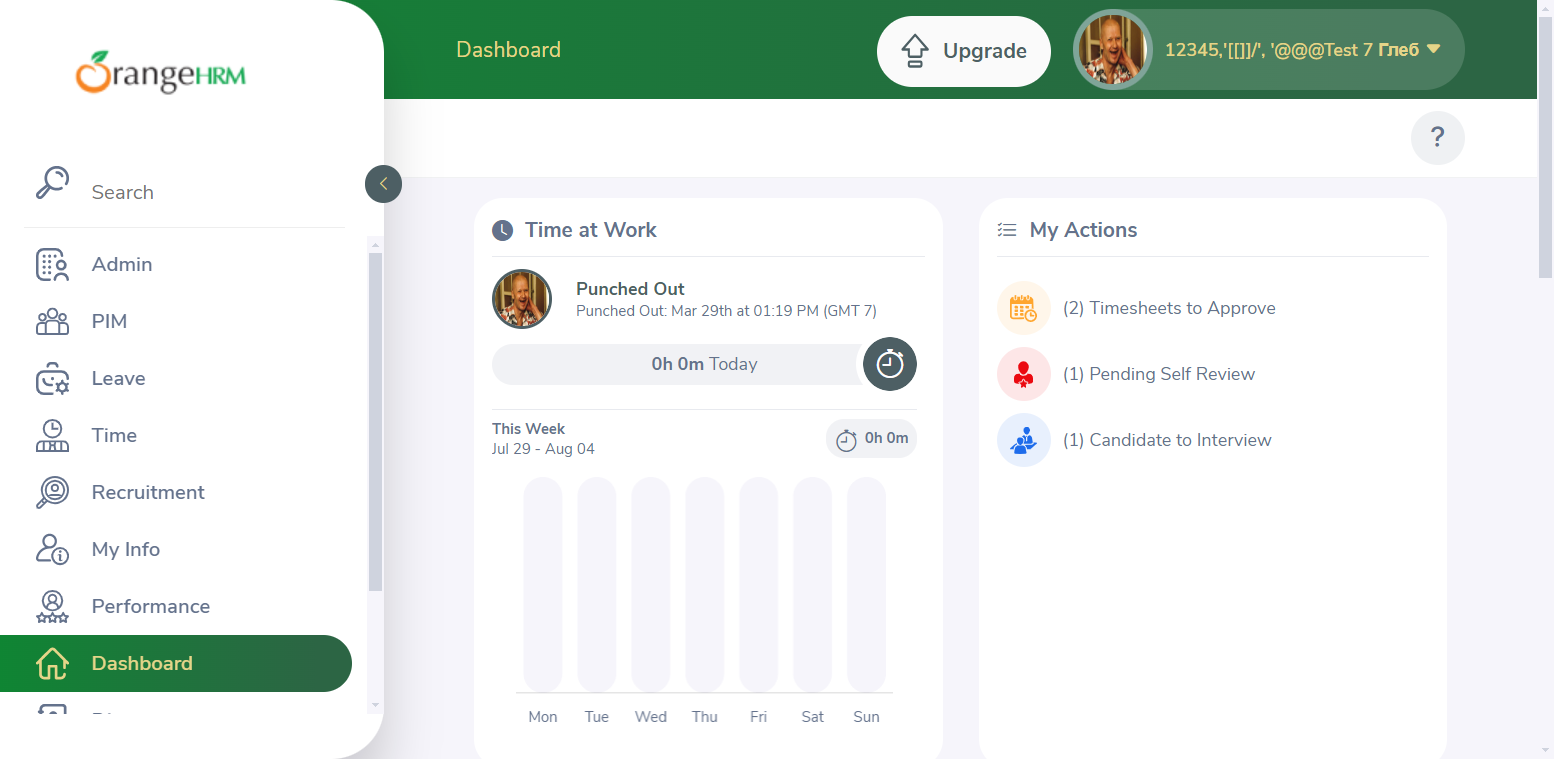 OrangeHRM
Dashboard
Upgrade
12345,'[[]]/', '@@@Test 7 Глеб
?
Search
Admin
PIM
Leave
Time
Recruitment
My Info
Performance
Dashboard
Time at Work
Punched Out
Punched Out: Mar 29th at 01:19 PM (GMT 7)
0h 0m Today
This Week
Jul 29 - Aug 04
0h 0m
Mon Tue Wed Thu Fri Sat Sun
My Actions
(2) Timesheets to Approve
(1) Pending Self Review
(1) Candidate to Interview